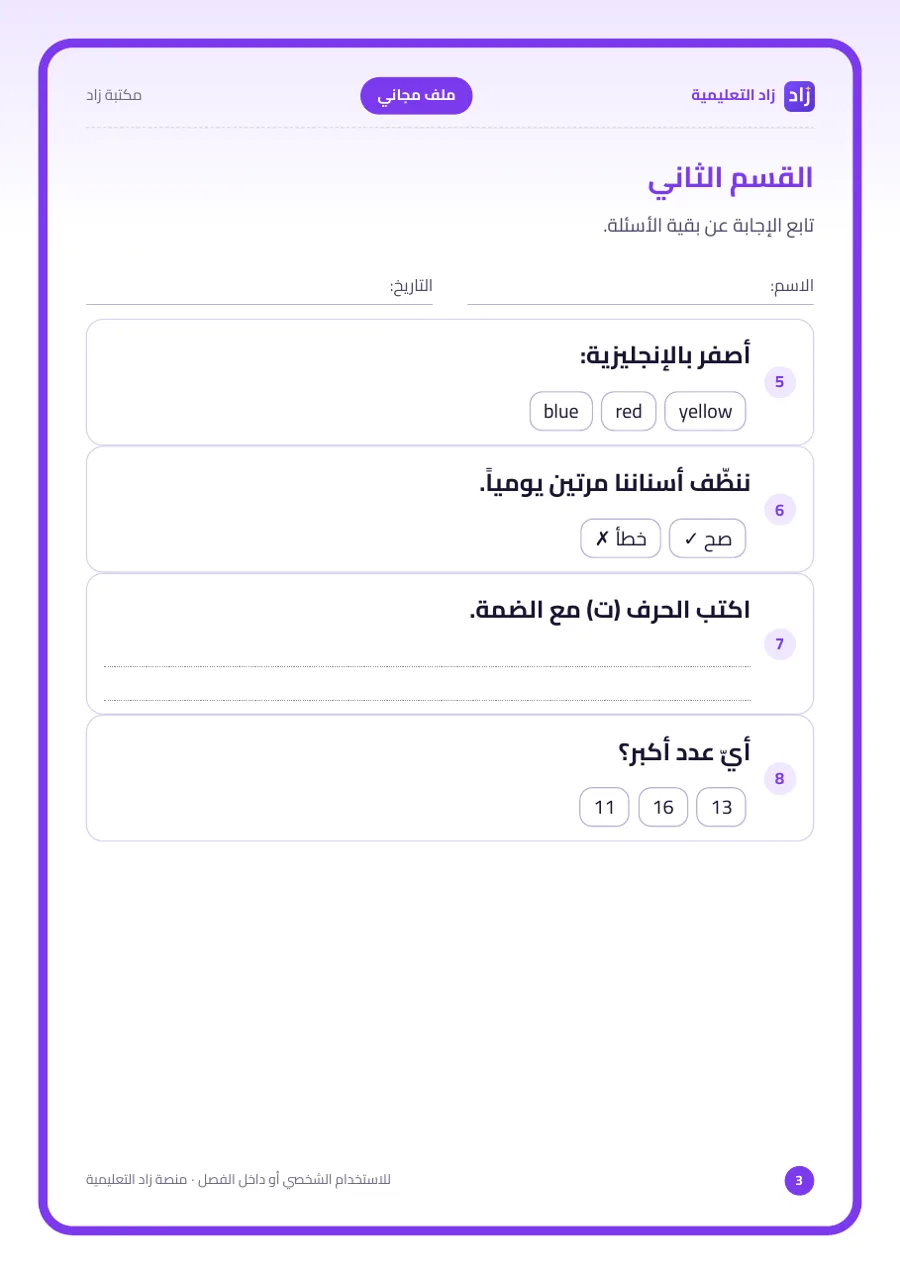 زاد زاد التعليمية
ملف مجاني
مكتبة زاد
القسم الثاني
تابع الإجابة عن بقية الأسئلة.
الاسم:
التاريخ:
5
أصفر بالإنجليزية:
yellow red blue
6
ننظّف أسناننا مرتين يومياً.
صح ✓ خطأ ✗
7
اكتب الحرف (ت) مع الضمة.
8
أيّ عدد أكبر؟
13 16 11
3
للاستخدام الشخصي أو داخل الفصل · منصة زاد التعليمية